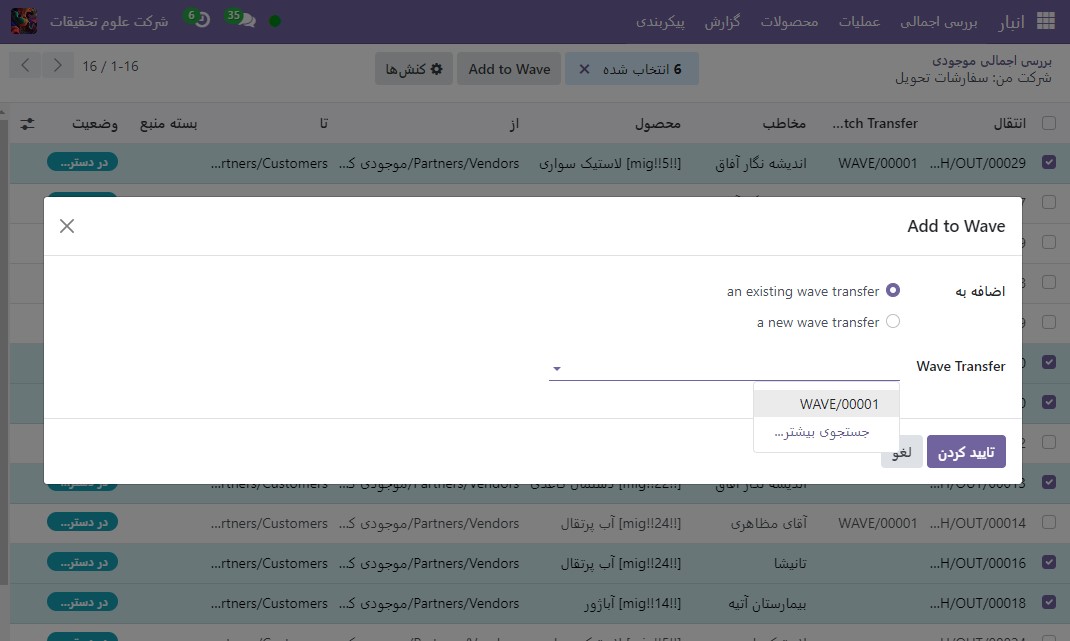 انبار بررسی اجمالی عملیات محصولات گزارش پیکربندی 35 6 شرکت علوم تحقیقات
بررسی اجمالی موجودی
شرکت من: سفارشات تحویل
6 انتخاب شده Add to Wave کنش‌ها
16 / 1-16
انتقال ...tch Transfer مخاطب محصول از تا بسته منبع وضعیت
...H/OUT/00029 WAVE/00001 اندیشه نگار آفاق [mig!!5!!] لاستیک سواری Partners/Vendors/موجودی ک... ...rtners/Customers در دستر...
Add to Wave
اضافه به an existing wave transfer
a new wave transfer
Wave Transfer
WAVE/00001
جستجوی بیشتر...
تایید کردن لغو
...H/OUT/00013 اندیشه نگار آفاق [mig!!22!!] دستمال کاغذی Partners/Vendors/موجودی ک... ...rtners/Customers در دستر...
...H/OUT/00014 WAVE/00001 آقای مظاهری [mig!!24!!] آب پرتقال Partners/Vendors/موجودی ک... ...rtners/Customers در دستر...
...H/OUT/00016 تانیشا [mig!!24!!] آب پرتقال Partners/Vendors/موجودی ک... ...rtners/Customers در دستر...
...H/OUT/00018 بیمارستان آتیه [mig!!14!!] آباژور Partners/Vendors/موجودی ک... ...rtners/Customers در دستر...